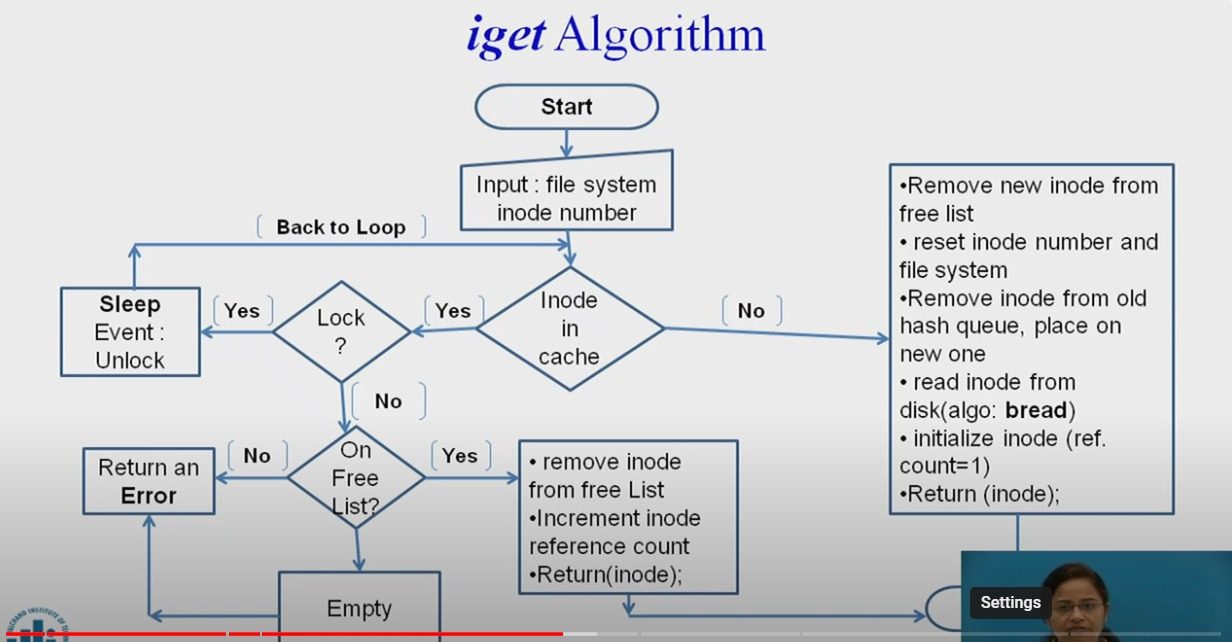 iget Algorithm
Start
Input : file system
inode number
Back to Loop
Sleep
Event :
Unlock
Yes
Lock
?
Yes
Inode
in
cache
No
•Remove new inode from
free list
• reset inode number and
file system
•Remove inode from old
hash queue, place on
new one
• read inode from
disk(algo: bread)
• initialize inode (ref.
count=1)
•Return (inode);
No
Return an
Error
No
On
Free
List?
Yes
• remove inode
from free List
•Increment inode
reference count
•Return(inode);
Empty
Settings